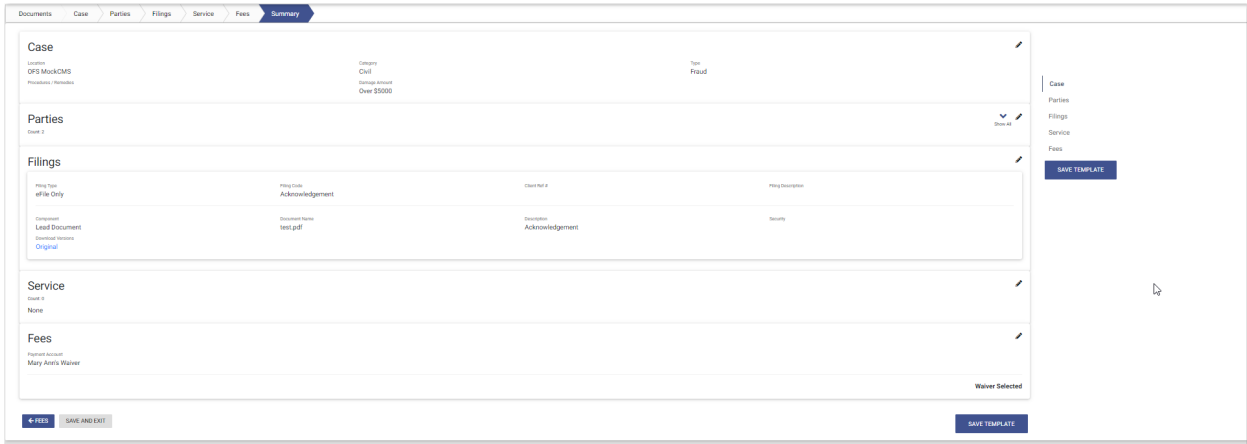 Documents Case Parties Filings Service Fees Summary
Case
Location Category Type
OFS MockCMS Civil Fraud
Procedures / Remedies Damage Amount
Over $5000
Parties
Count: 2
Show All
Filings
Filing Type Filing Code Client Ref # Filing Description
eFile Only Acknowledgement
Component Document Name Description Security
Lead Document test.pdf Acknowledgement
Download Versions
Original
Service
Count: 0
None
Fees
Payment Account
Mary Ann's Waiver
Waiver Selected
FEES SAVE AND EXIT SAVE TEMPLATE
Case
Parties
Filings
Service
Fees
SAVE TEMPLATE